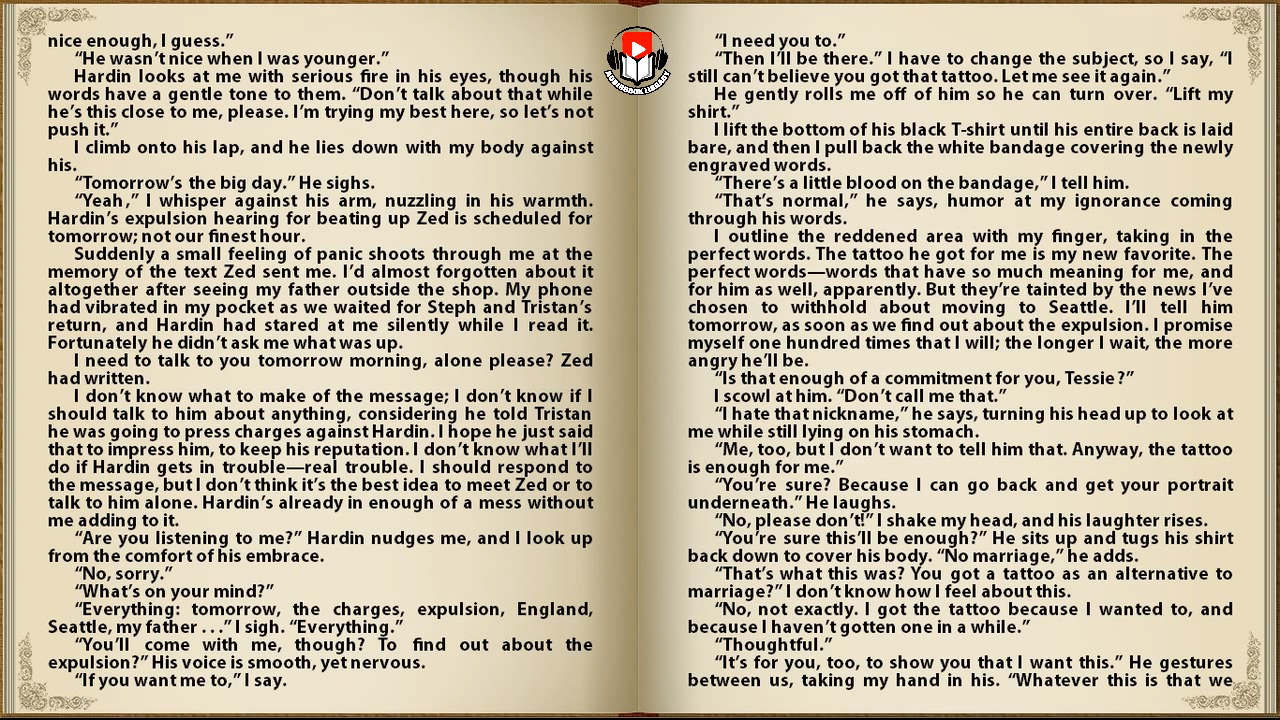 nice enough, I guess.”
“He wasn’t nice when I was younger.”
Hardin looks at me with serious fire in his eyes, though his
words have a gentle tone to them. “Don’t talk about that while
he’s this close to me, please. I’m trying my best here, so let’s not
push it.”
I climb onto his lap, and he lies down with my body against
his.
“Tomorrow’s the big day.” He sighs.
“Yeah,” I whisper against his arm, nuzzling in his warmth.
Hardin’s expulsion hearing for beating up Zed is scheduled for
tomorrow; not our finest hour.
Suddenly a small feeling of panic shoots through me at the
memory of the text Zed sent me. I’d almost forgotten about it
altogether after seeing my father outside the shop. My phone
had vibrated in my pocket as we waited for Steph and Tristan’s
return, and Hardin had stared at me silently while I read it.
Fortunately he didn’t ask me what was up.
I need to talk to you tomorrow morning, alone please? Zed
had written.
I don’t know what to make of the message; I don’t know if I
should talk to him about anything, considering he told Tristan
he was going to press charges against Hardin. I hope he just said
that to impress him, to keep his reputation. I don’t know what I’ll
do if Hardin gets in trouble—real trouble. I should respond to
the message, but I don’t think it’s the best idea to meet Zed or to
talk to him alone. Hardin’s already in enough of a mess without
me adding to it.
“Are you listening to me?” Hardin nudges me, and I look up
from the comfort of his embrace.
“No, sorry.”
“What’s on your mind?”
“Everything: tomorrow, the charges, expulsion, England,
Seattle, my father . . .” I sigh. “Everything.”
“You’ll come with me, though? To find out about the
expulsion?” His voice is smooth, yet nervous.
“If you want me to,” I say.
AUDIOBOOK LIBRARY
“I need you to.”
“Then I’ll be there.” I have to change the subject, so I say, “I
still can’t believe you got that tattoo. Let me see it again.”
He gently rolls me off of him so he can turn over. “Lift my
shirt.”
I lift the bottom of his black T-shirt until his entire back is laid
bare, and then I pull back the white bandage covering the newly
engraved words.
“There’s a little blood on the bandage,” I tell him.
“That’s normal,” he says, humor at my ignorance coming
through his words.
I outline the reddened area with my finger, taking in the
perfect words. The tattoo he got for me is my new favorite. The
perfect words—words that have so much meaning for me, and
for him as well, apparently. But they’re tainted by the news I’ve
chosen to withhold about moving to Seattle. I’ll tell him
tomorrow, as soon as we find out about the expulsion. I promise
myself one hundred times that I will; the longer I wait, the more
angry he’ll be.
“Is that enough of a commitment for you, Tessie?”
I scowl at him. “Don’t call me that.”
“I hate that nickname,” he says, turning his head up to look at
me while still lying on his stomach.
“Me, too, but I don’t want to tell him that. Anyway, the tattoo
is enough for me.”
“You’re sure? Because I can go back and get your portrait
underneath.” He laughs.
“No, please don’t!” I shake my head, and his laughter rises.
“You’re sure this’ll be enough?” He sits up and tugs his shirt
back down to cover his body. “No marriage,” he adds.
“That’s what this was? You got a tattoo as an alternative to
marriage?” I don’t know how I feel about this.
“No, not exactly. I got the tattoo because I wanted to, and
because I haven’t gotten one in a while.”
“Thoughtful.”
“It’s for you, too, to show you that I want this.” He gestures
between us, taking my hand in his. “Whatever this is that we